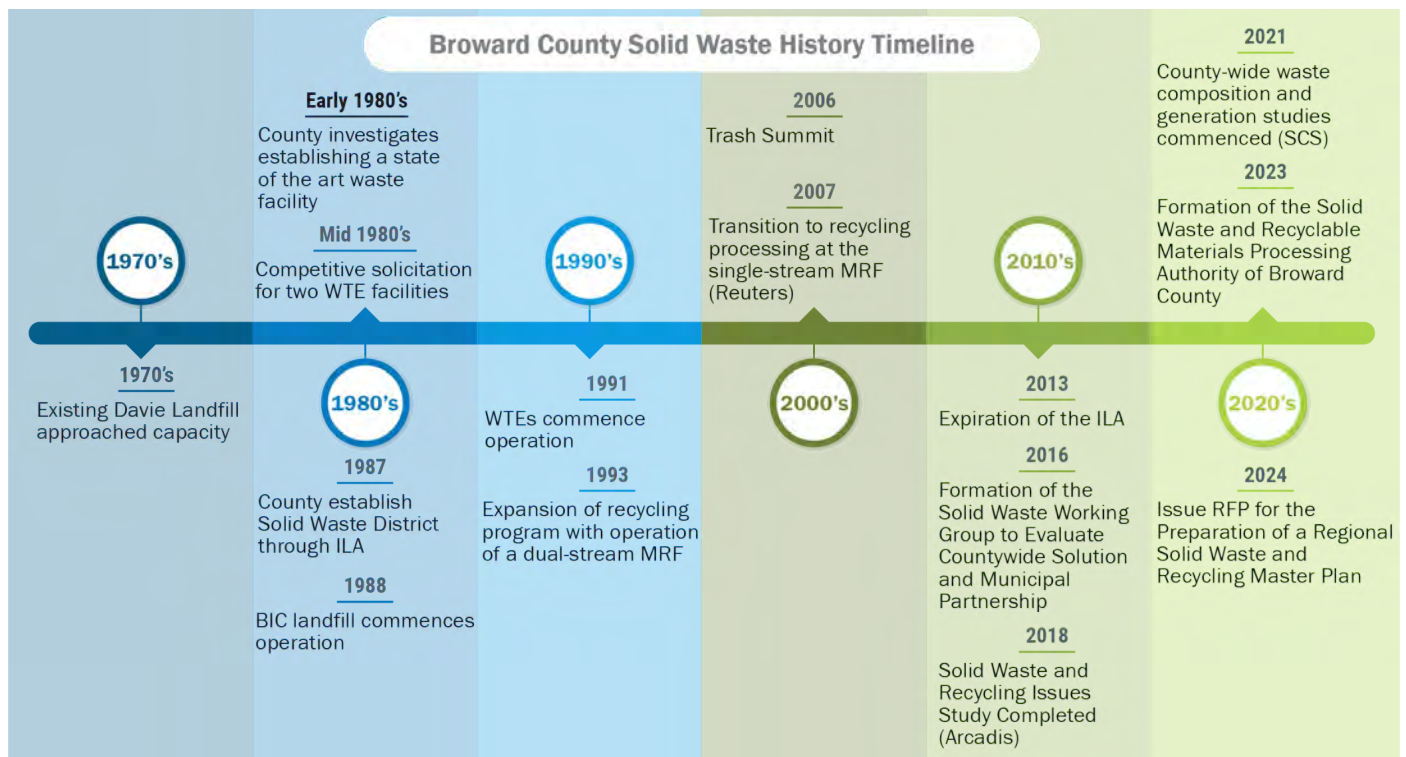 Broward County Solid Waste History Timeline
1970's
1970's
Existing Davie Landfill
approached capacity
Early 1980's
County investigates
establishing a state
of the art waste
facility
Mid 1980's
Competitive solicitation
for two WTE facilities
1980's
1987
County establish
Solid Waste District
through ILA
1988
BIC landfill commences
operation
1990's
1991
WTEs commence
operation
1993
Expansion of recycling
program with operation
of a dual-stream MRF
2006
Trash Summit
2007
Transition to recycling
processing at the
single-stream MRF
(Reuters)
2000's
2010's
2013
Expiration of the ILA
2016
Formation of the
Solid Waste Working
Group to Evaluate
Countywide Solution
and Municipal
Partnership
2018
Solid Waste and
Recycling Issues
Study Completed
(Arcadis)
2021
County-wide waste
composition and
generation studies
commenced (SCS)
2023
Formation of the Solid
Waste and Recyclable
Materials Processing
Authority of Broward
County
2020's
2024
Issue RFP for the
Preparation of a Regional
Solid Waste and
Recycling Master Plan